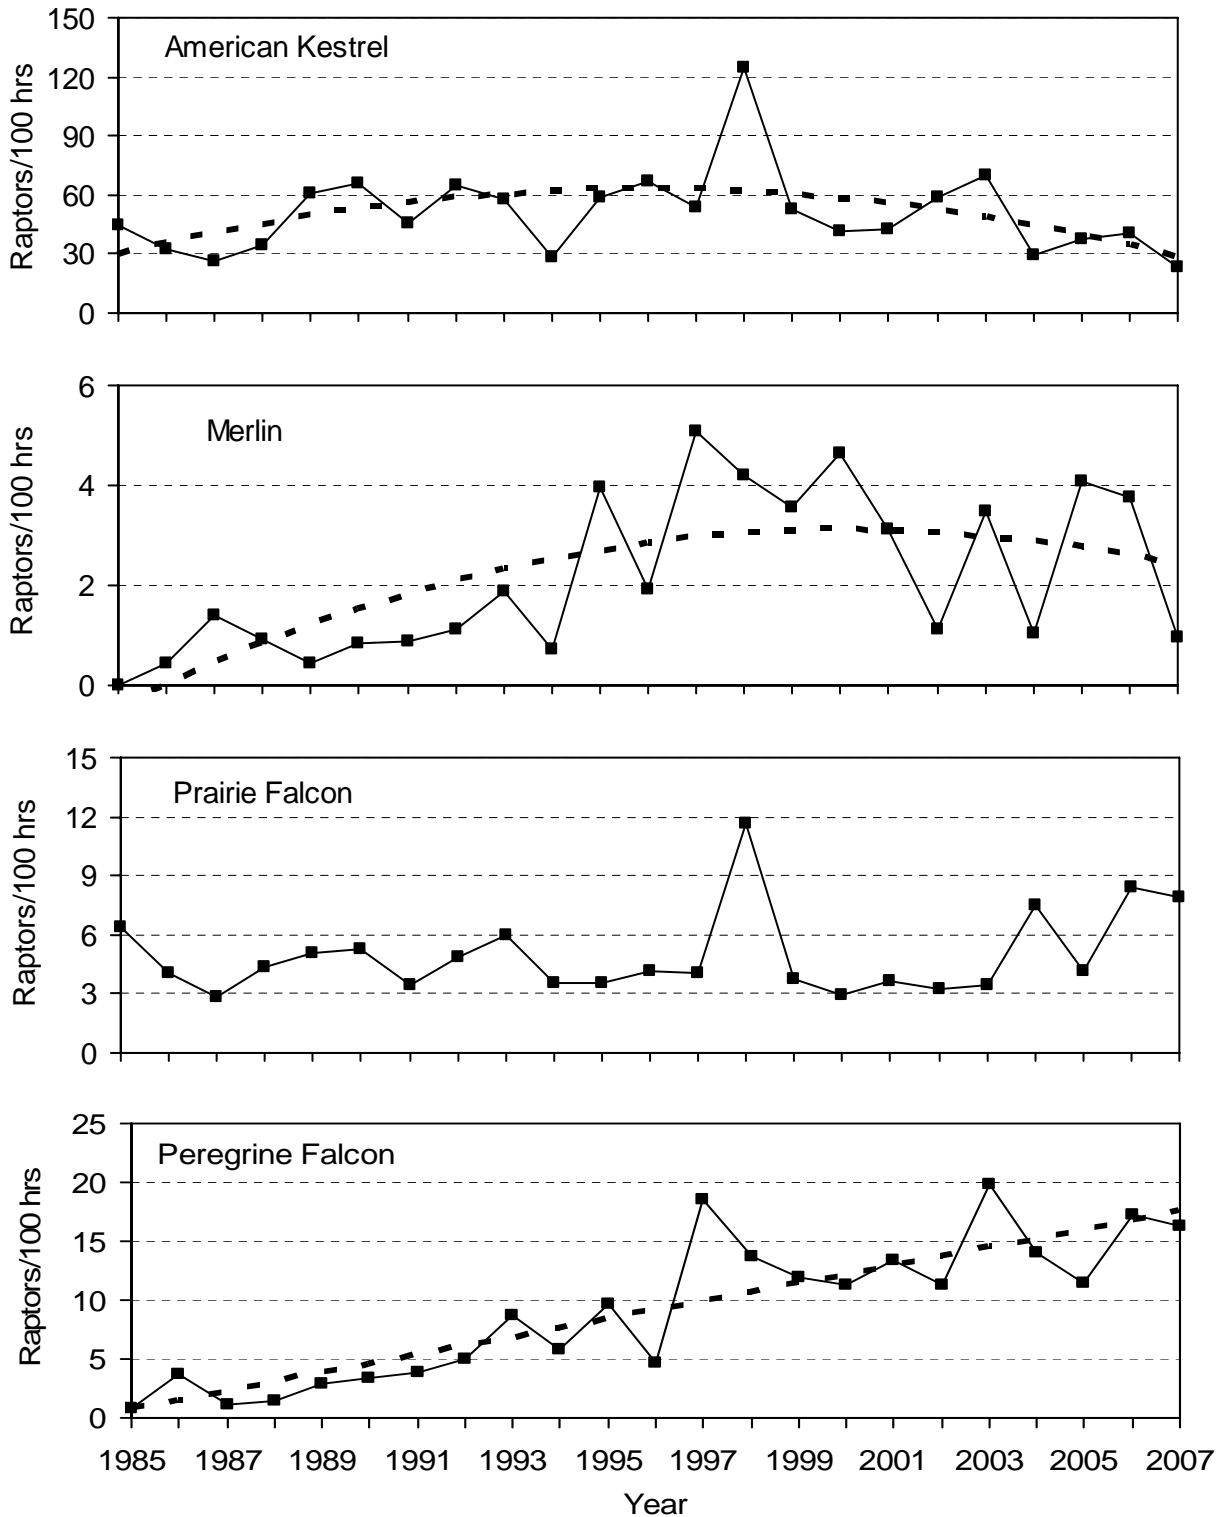 American Kestrel
Raptors/100 hrs
150
120
90
60
30
0
Merlin
Raptors/100 hrs
6
4
2
0
Prairie Falcon
Raptors/100 hrs
15
12
9
6
3
0
Peregrine Falcon
Raptors/100 hrs
25
20
15
10
5
0
1985 1987 1989 1991 1993 1995 1997 1999 2001 2003 2005 2007
Year